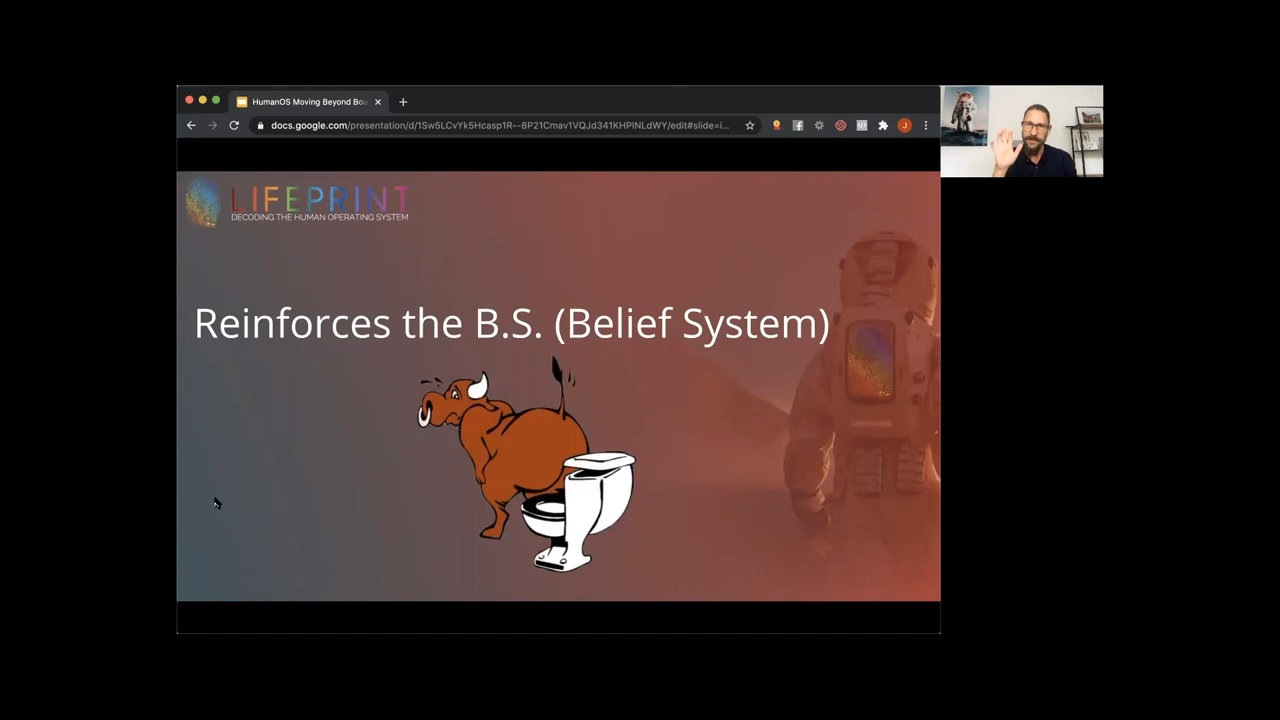 HumanOS Moving Beyond Bou
docs.google.com/presentation/d/1Sw5LCvYk5Hcasp1R--8P21Cmav1VQJd341KHPINLdWY/edit#slide=i...
J
LIFEPRINT
DECODING THE HUMAN OPERATING SYSTEM
Reinforces the B.S. (Belief System)